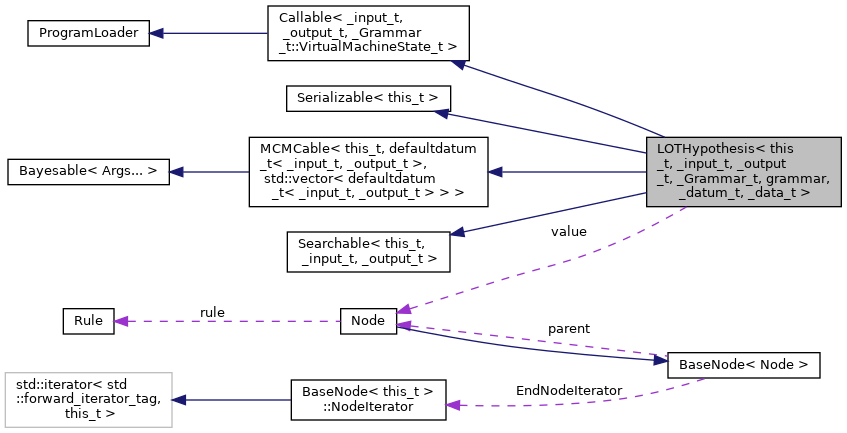 ProgramLoader
Callable< _input_t,
_output_t, _Grammar
_t::VirtualMachineState_t >
Serializable< this_t >
Bayesable< Args... >
MCMCable< this_t, defaultdatum
_t< _input_t, _output_t >,
std::vector< defaultdatum
_t< _input_t, _output_t > > >
LOTHypothesis< this
_t, _input_t, _output
_t, _Grammar_t, grammar,
_datum_t, _data_t >
Searchable< this_t,
_input_t, _output_t >
value
Rule
rule
Node
parent
BaseNode< Node >
std::iterator< std
::forward_iterator_tag,
this_t >
BaseNode< this_t >
::NodeIterator
EndNodeIterator